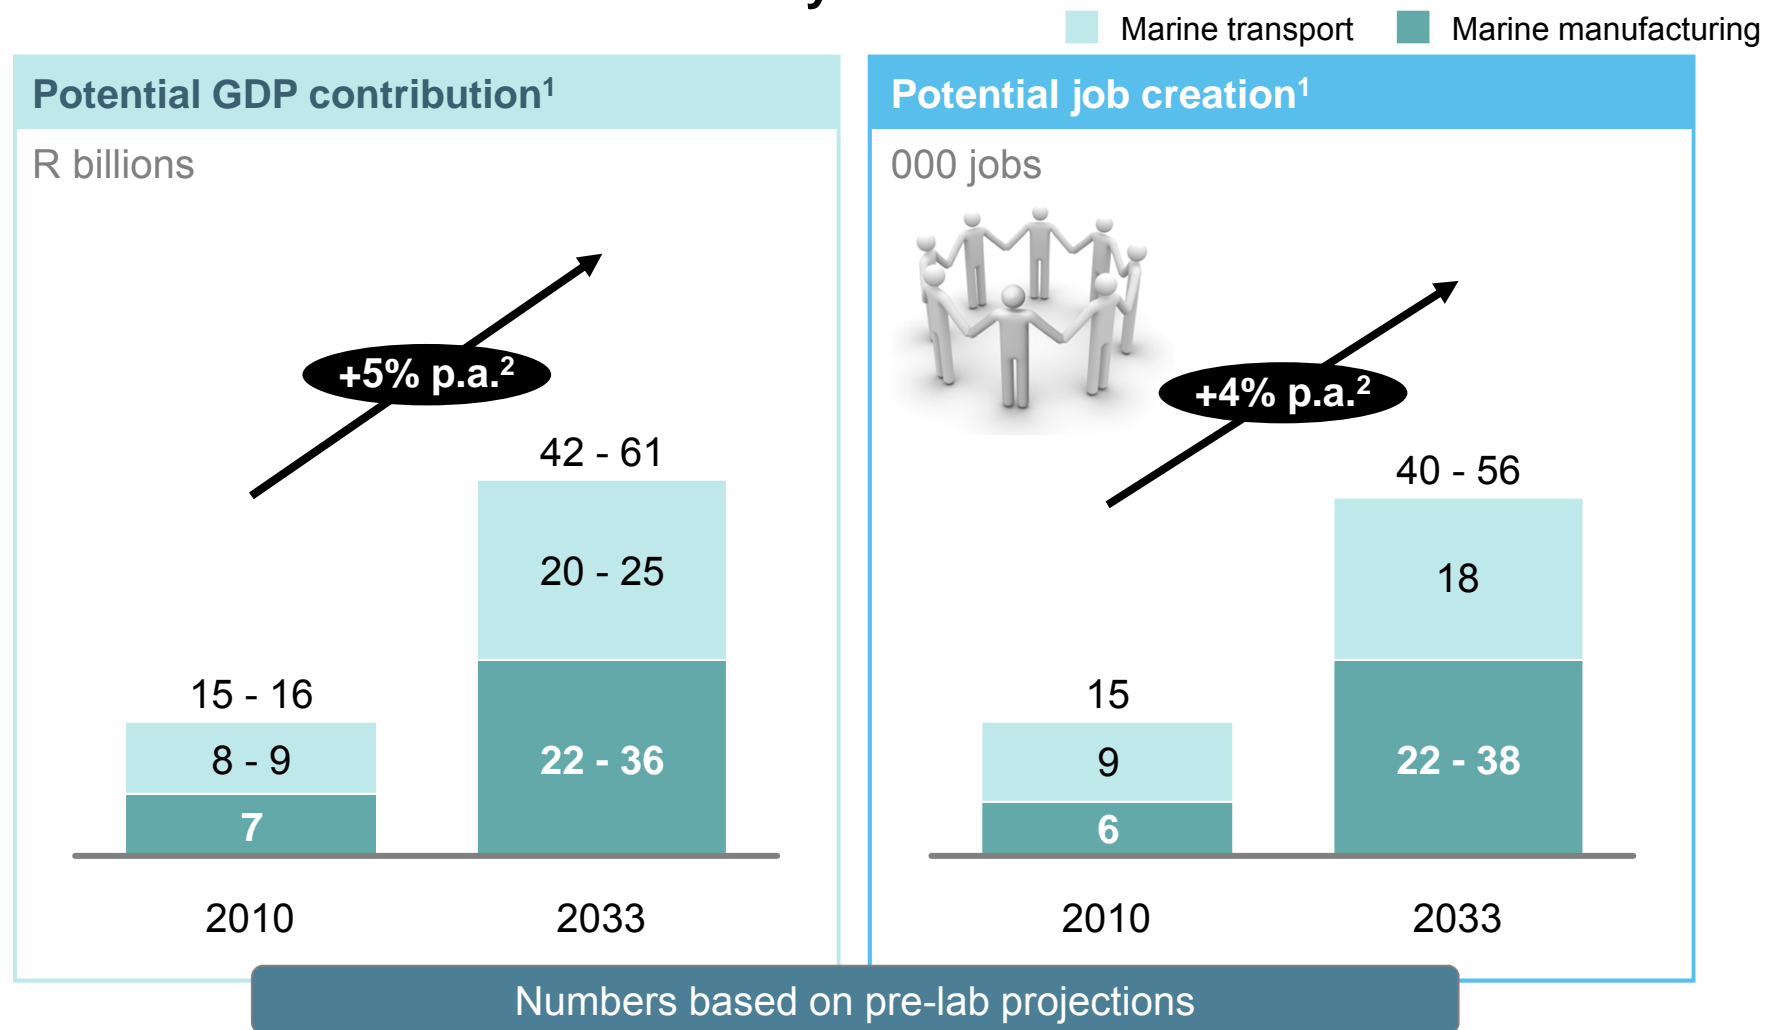 Marine transport
Marine manufacturing
Potential GDP contribution¹
R billions
+5% p.a.²
42 - 61
20 - 25
22 - 36
15 - 16
8 - 9
7
2010
2033
Potential job creation¹
000 jobs
+4% p.a.²
40 - 56
18
22 - 38
15
9
6
2010
2033
Numbers based on pre-lab projections